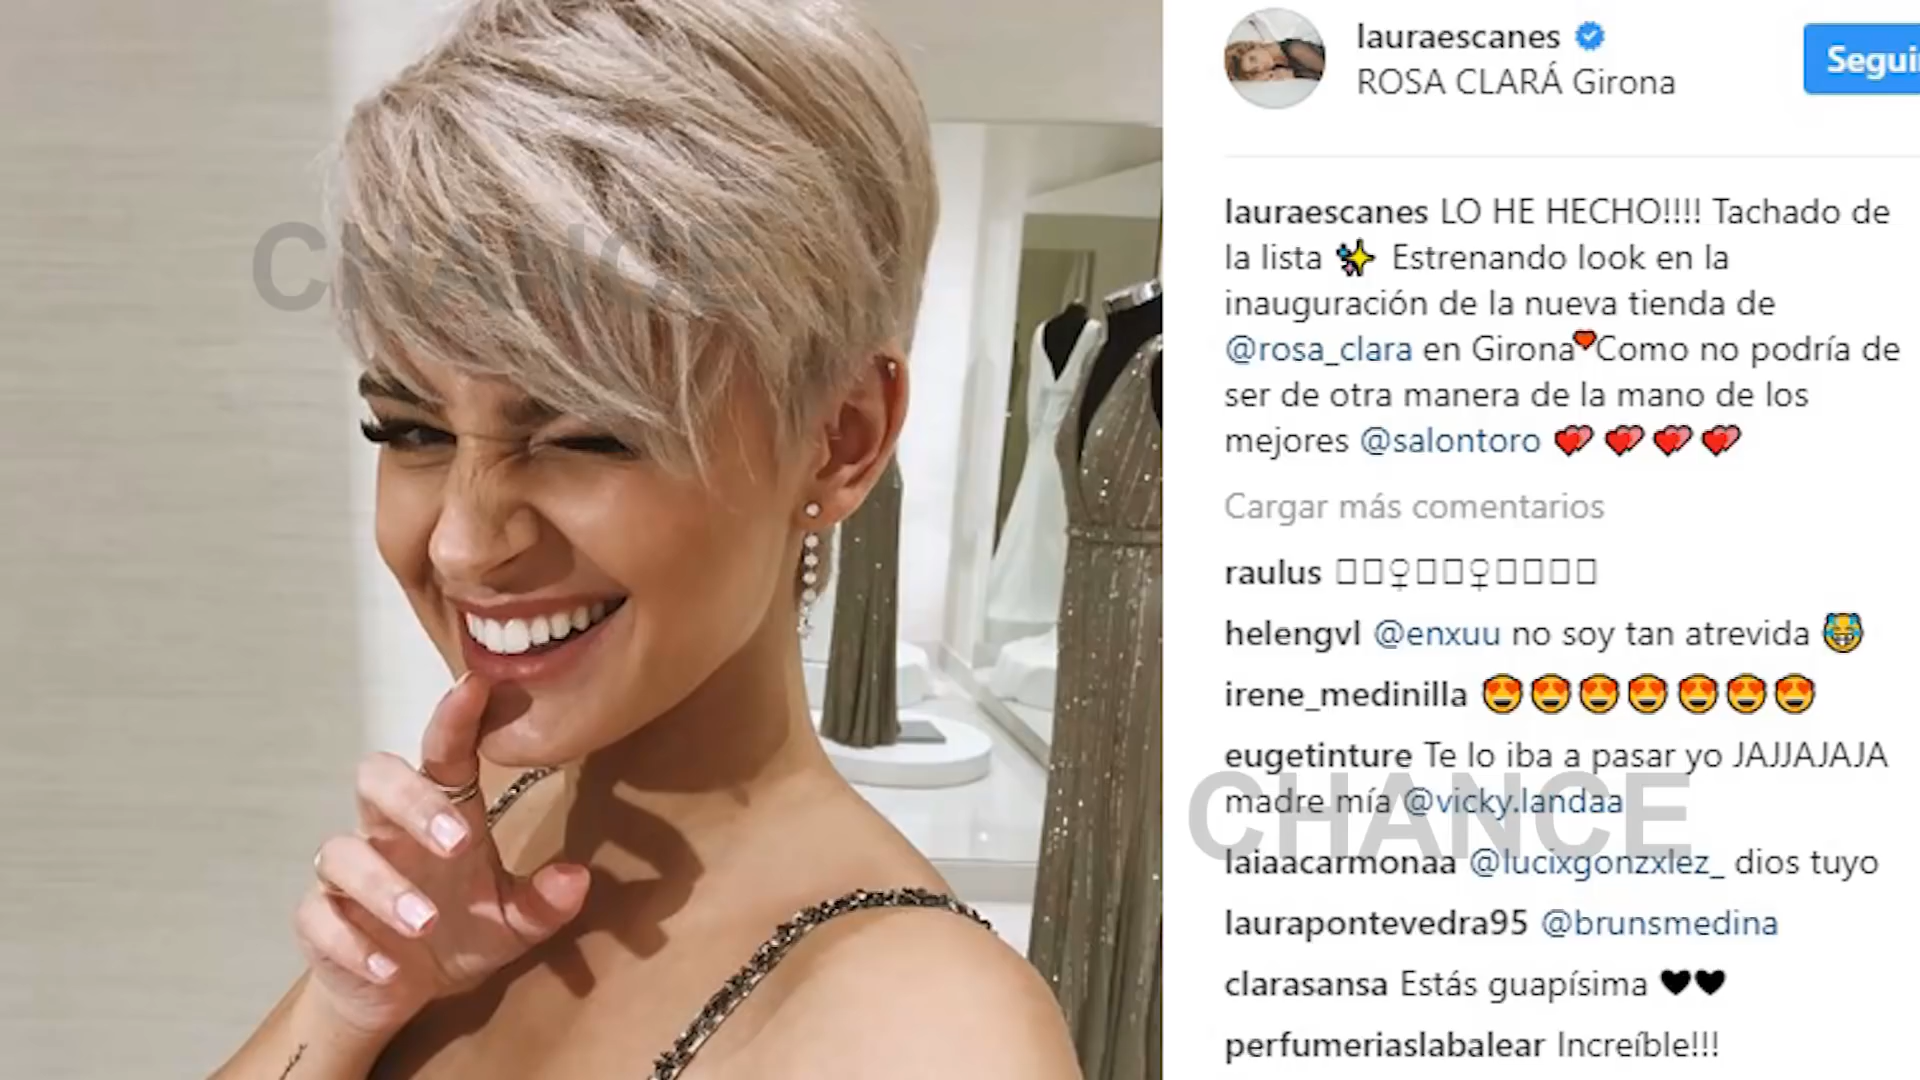 lauraescanes
ROSA CLARÁ Girona
Seguir
lauraescanes LO HE HECHO!!!! Tachado de
la lista ✨ Estrenando look en la
inauguración de la nueva tienda de
@rosa_clara en Girona❤Como no podría de
ser de otra manera de la mano de los
mejores @salontoro 💕 💕 💕 💕
Cargar más comentarios
raulus □□♀□□♀□□□□
helengvl @enxuu no soy tan atrevida 😹
irene_medinilla 😍😍😍😍😍😍😍
eugetinture Te lo iba a pasar yo JAJJAJAJA
madre mía @vicky.landaa
laiaacarmonaa @lucixgonzxlez_ dios tuyo
laurapontevedra95 @brunsmedina
clarasansa Estás guapísima 🖤🖤
perfumeriaslabalear Increíble!!!
CHANCE
CHANCE